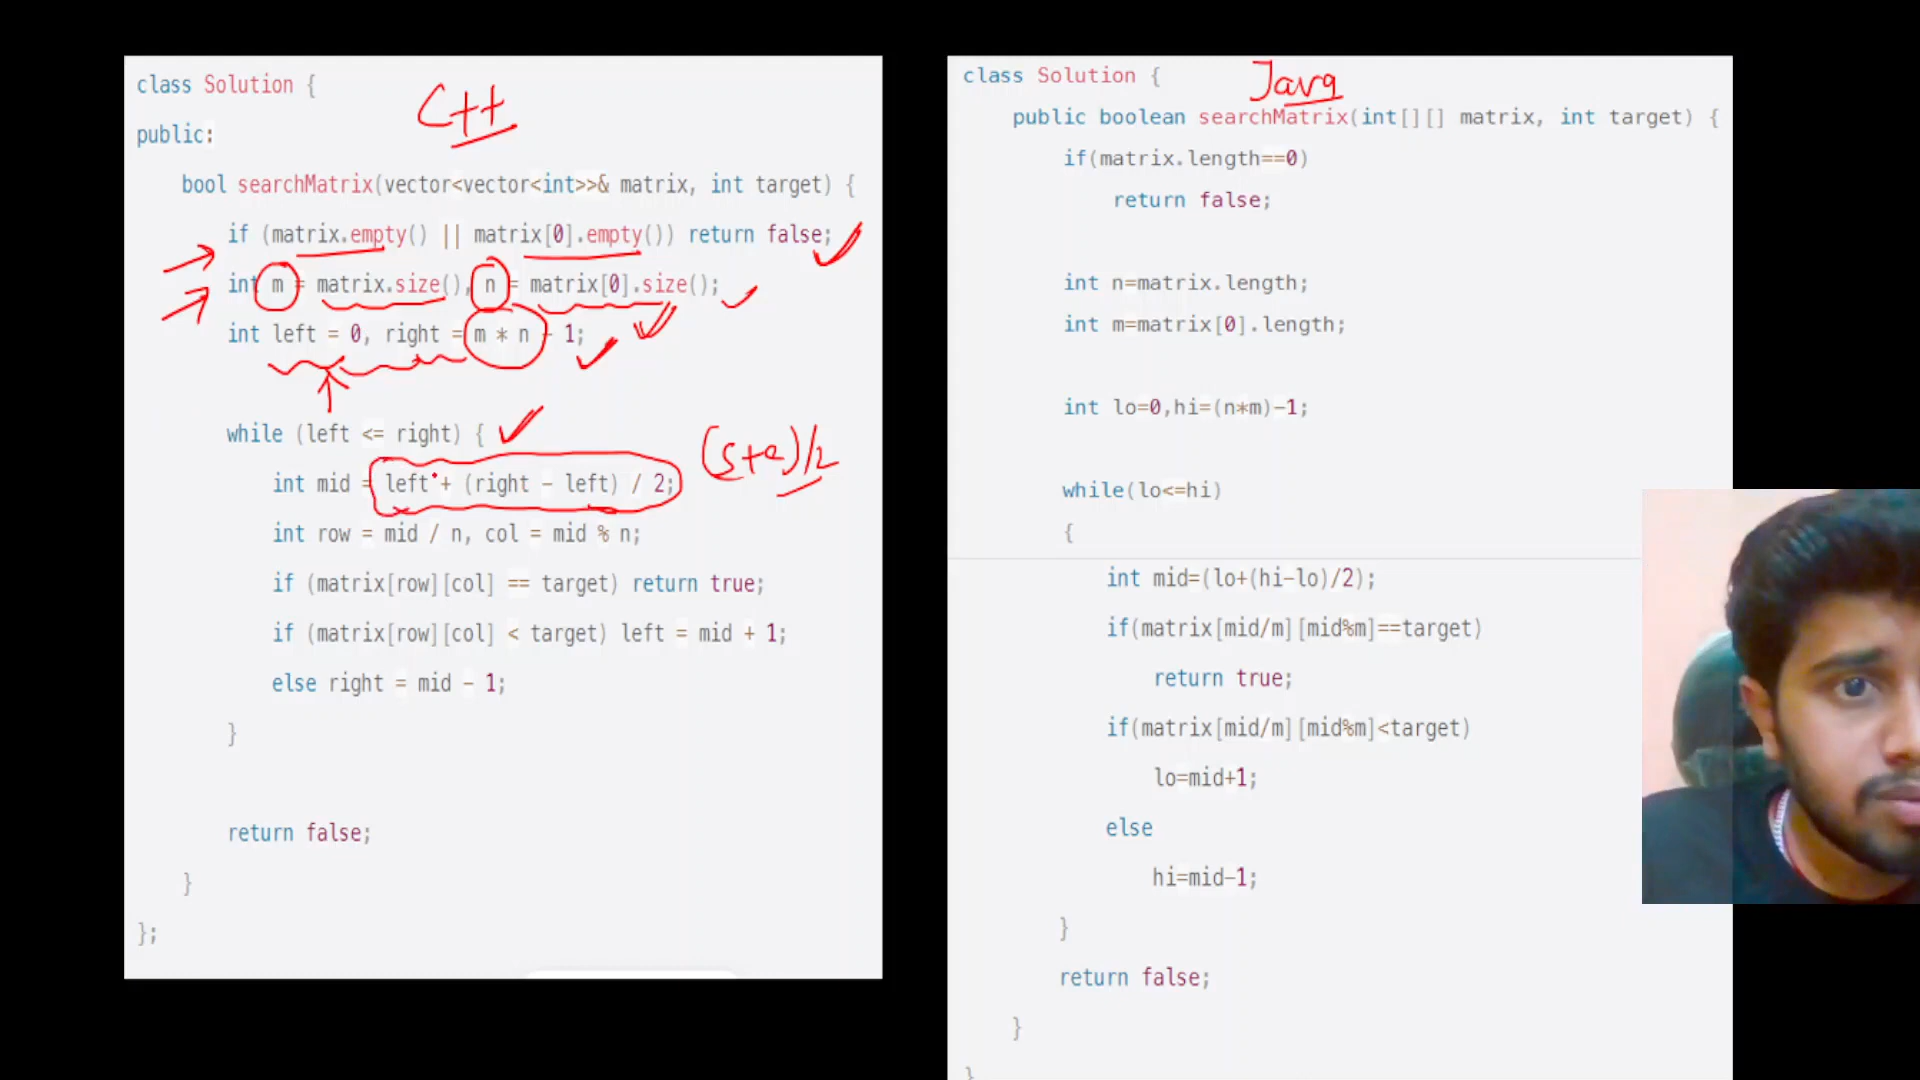 class Solution {
C++
public:
bool searchMatrix(vector<vector<int>>& matrix, int target) {
if (matrix.empty() || matrix[0].empty()) return false;
int m = matrix.size(), n = matrix[0].size();
int left = 0, right = m * n - 1;
while (left <= right) {
int mid = left + (right - left) / 2;
(s+e)/2
int row = mid / n, col = mid % n;
if (matrix[row][col] == target) return true;
if (matrix[row][col] < target) left = mid + 1;
else right = mid - 1;
}
return false;
}
};
class Solution {
Java
public boolean searchMatrix(int[][] matrix, int target) {
if(matrix.length==0)
return false;
int n=matrix.length;
int m=matrix[0].length;
int lo=0,hi=(n*m)-1;
while(lo<=hi)
{
int mid=(lo+(hi-lo)/2);
if(matrix[mid/m][mid%m]==target)
return true;
if(matrix[mid/m][mid%m]<target)
lo=mid+1;
else
hi=mid-1;
}
return false;
}
}